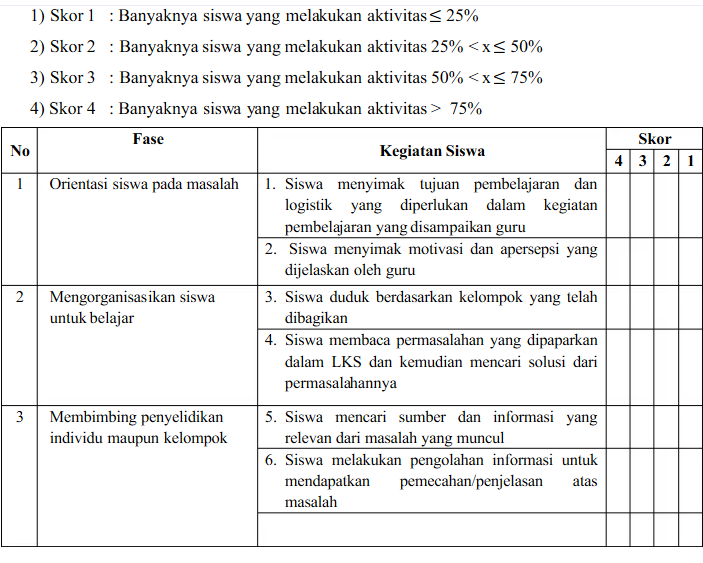 1) Skor 1 : Banyaknya siswa yang melakukan aktivitas ≤ 25%
2) Skor 2 : Banyaknya siswa yang melakukan aktivitas 25% < x ≤ 50%
3) Skor 3 : Banyaknya siswa yang melakukan aktivitas 50% < x ≤ 75%
4) Skor 4 : Banyaknya siswa yang melakukan aktivitas > 75%
No Fase Kegiatan Siswa Skor
4 3 2 1
1 Orientasi siswa pada masalah 1. Siswa menyimak tujuan pembelajaran dan
logistik yang diperlukan dalam kegiatan
pembelajaran yang disampaikan guru
2. Siswa menyimak motivasi dan apersepsi yang
dijelaskan oleh guru
2 Mengorganisasikan siswa 3. Siswa duduk berdasarkan kelompok yang telah
untuk belajar dibagikan
4. Siswa membaca permasalahan yang dipaparkan
dalam LKS dan kemudian mencari solusi dari
permasalahannya
3 Membimbing penyelidikan 5. Siswa mencari sumber dan informasi yang
individu maupun kelompok relevan dari masalah yang muncul
6. Siswa melakukan pengolahan informasi untuk
mendapatkan pemecahan/penjelasan atas
masalah